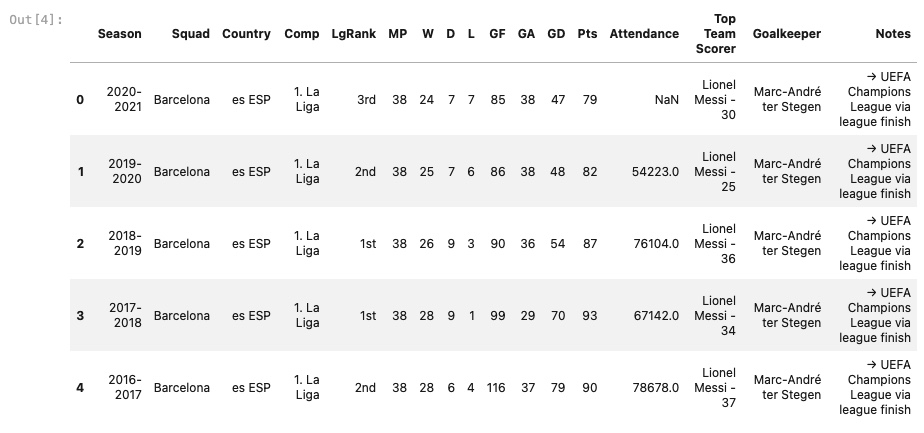 Out[4]:
Season Squad Country Comp LgRank MP W D L GF GA GD Pts Attendance Top Team Scorer Goalkeeper Notes
0 2020-2021 Barcelona es ESP 1. La Liga 3rd 38 24 7 7 85 38 47 79 NaN Lionel Messi - 30 Marc-André ter Stegen → UEFA Champions League via league finish
1 2019-2020 Barcelona es ESP 1. La Liga 2nd 38 25 7 6 86 38 48 82 54223.0 Lionel Messi - 25 Marc-André ter Stegen → UEFA Champions League via league finish
2 2018-2019 Barcelona es ESP 1. La Liga 1st 38 26 9 3 90 36 54 87 76104.0 Lionel Messi - 36 Marc-André ter Stegen → UEFA Champions League via league finish
3 2017-2018 Barcelona es ESP 1. La Liga 1st 38 28 9 1 99 29 70 93 67142.0 Lionel Messi - 34 Marc-André ter Stegen → UEFA Champions League via league finish
4 2016-2017 Barcelona es ESP 1. La Liga 2nd 38 28 6 4 116 37 79 90 78678.0 Lionel Messi - 37 Marc-André ter Stegen → UEFA Champions League via league finish